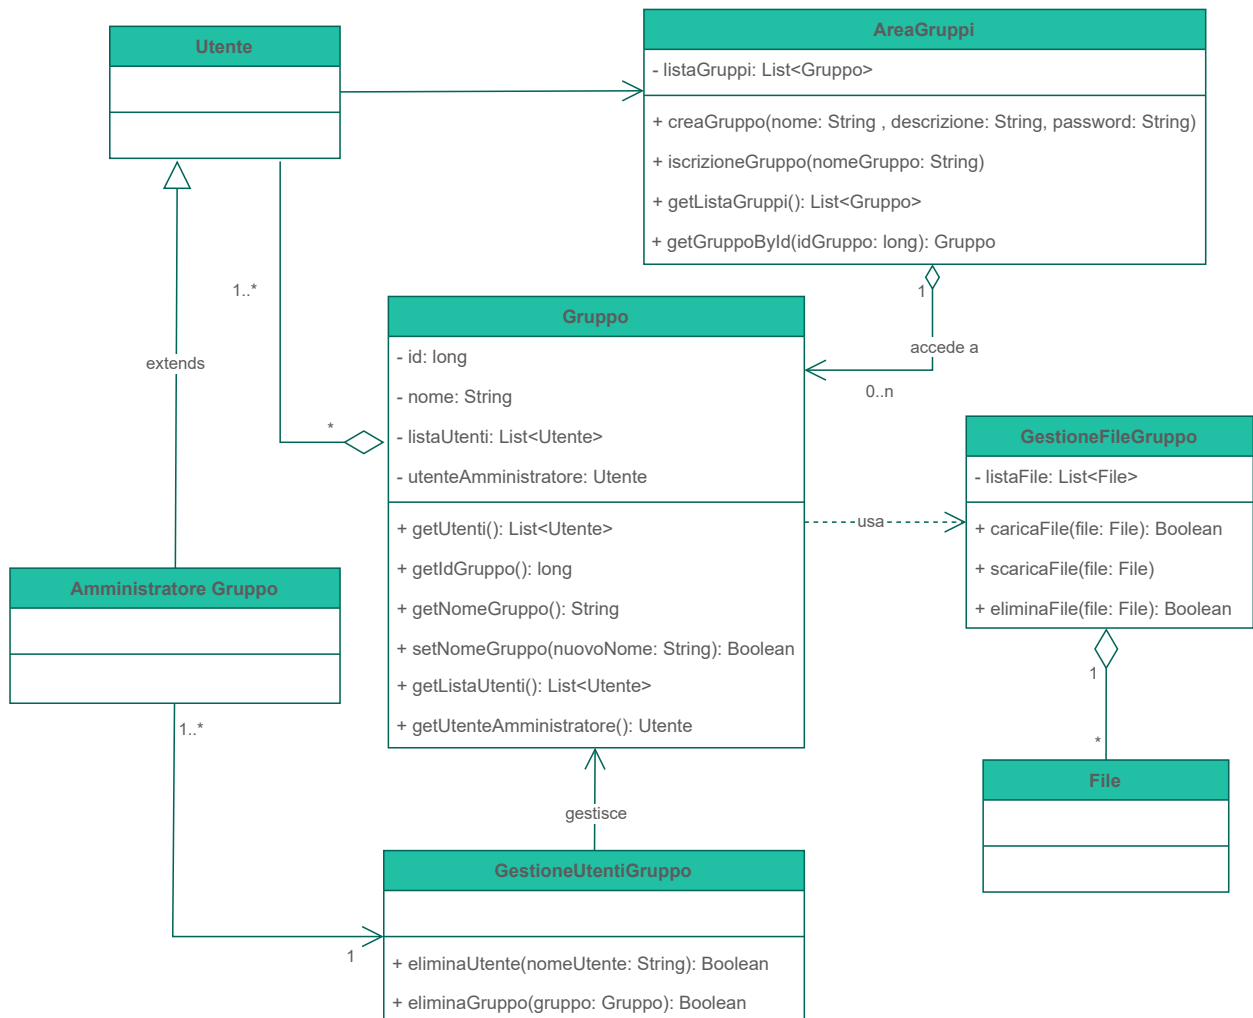 Utente
AreaGruppi
- listaGruppi: List<Gruppo>
+ creaGruppo(nome: String , descrizione: String, password: String)
+ iscrizioneGruppo(nomeGruppo: String)
+ getListaGruppi(): List<Gruppo>
+ getGruppoById(idGruppo: long): Gruppo
1
accede a
0..n
1..*
*
extends
Gruppo
- id: long
- nome: String
- listaUtenti: List<Utente>
- utenteAmministratore: Utente
+ getUtenti(): List<Utente>
+ getIdGruppo(): long
+ getNomeGruppo(): String
+ setNomeGruppo(nuovoNome: String): Boolean
+ getListaUtenti(): List<Utente>
+ getUtenteAmministratore(): Utente
usa
GestioneFileGruppo
- listaFile: List<File>
+ caricaFile(file: File): Boolean
+ scaricaFile(file: File)
+ eliminaFile(file: File): Boolean
1
*
File
Amministratore Gruppo
1..*
1
gestisce
GestioneUtentiGruppo
+ eliminaUtente(nomeUtente: String): Boolean
+ eliminaGruppo(gruppo: Gruppo): Boolean